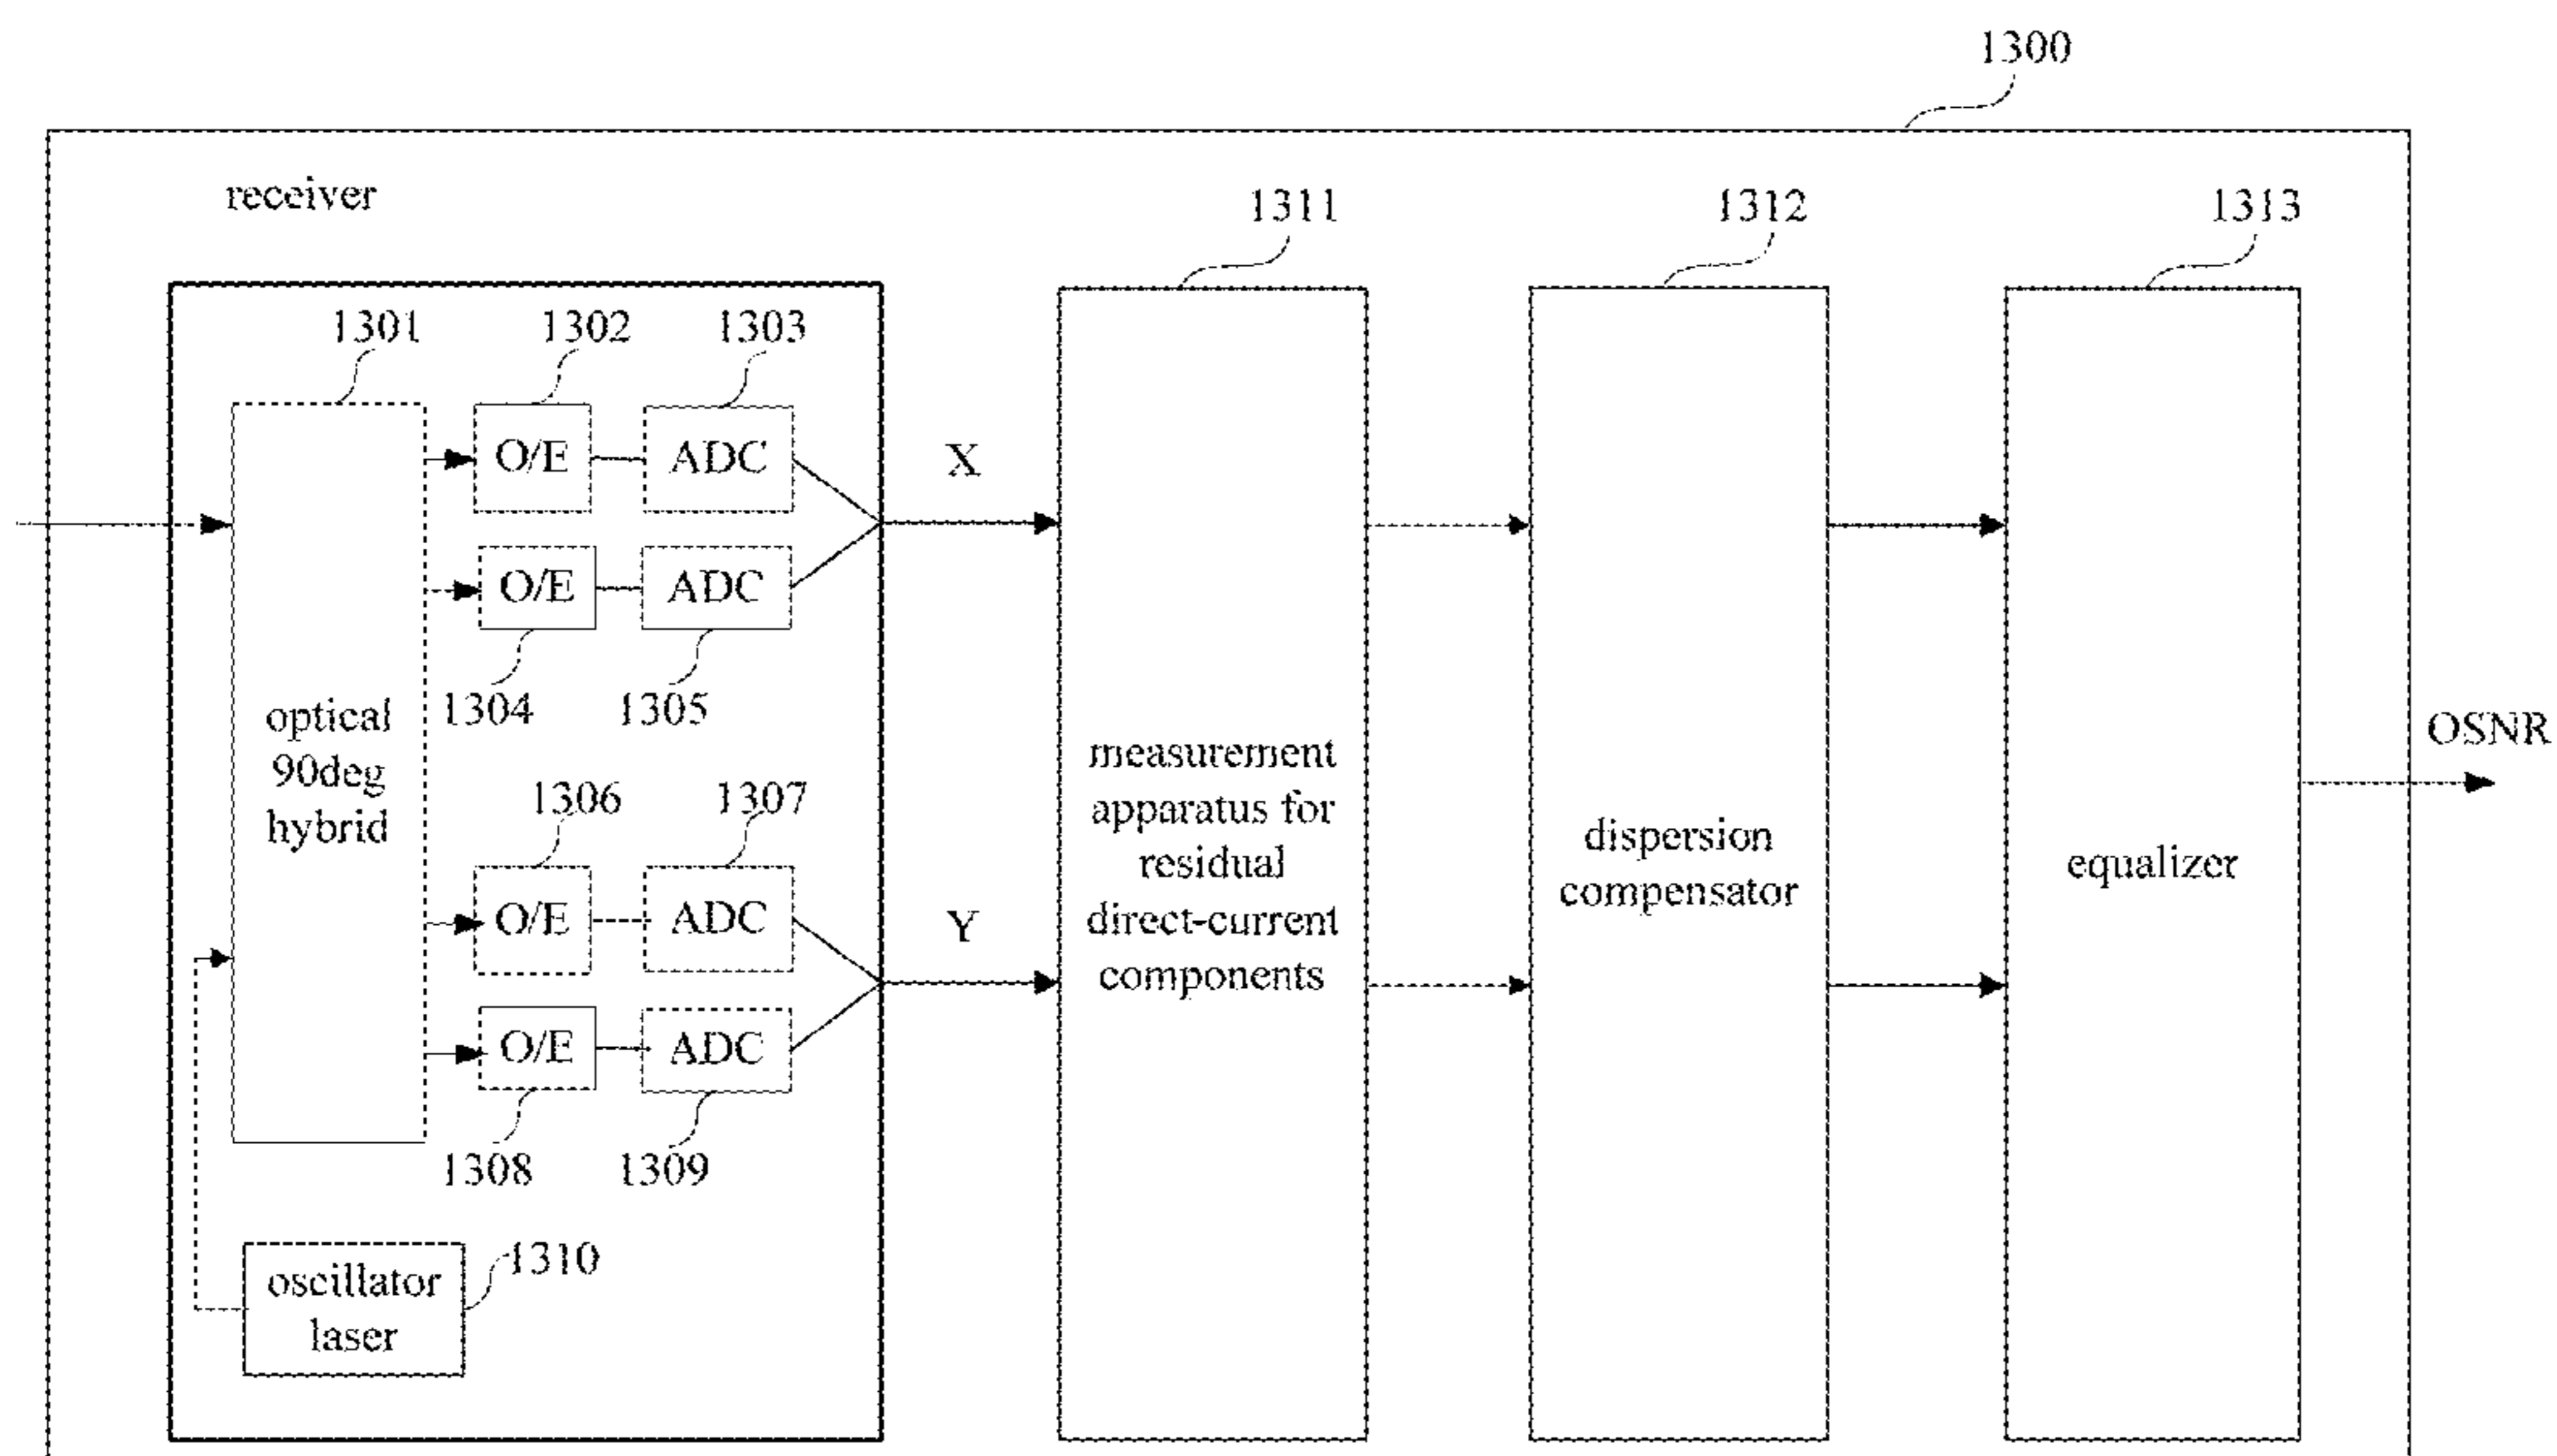 1300
receiver
1311
1312
1313
1301
1302
1303
O/E
ADC
X
O/E
ADC
1304
1305
optical
90deg
hybrid
1306
1307
O/E
ADC
Y
O/E
ADC
1308
1309
1310
oscillator
laser
measurement
apparatus for
residual
direct-current
components
dispersion
compensator
equalizer
OSNR